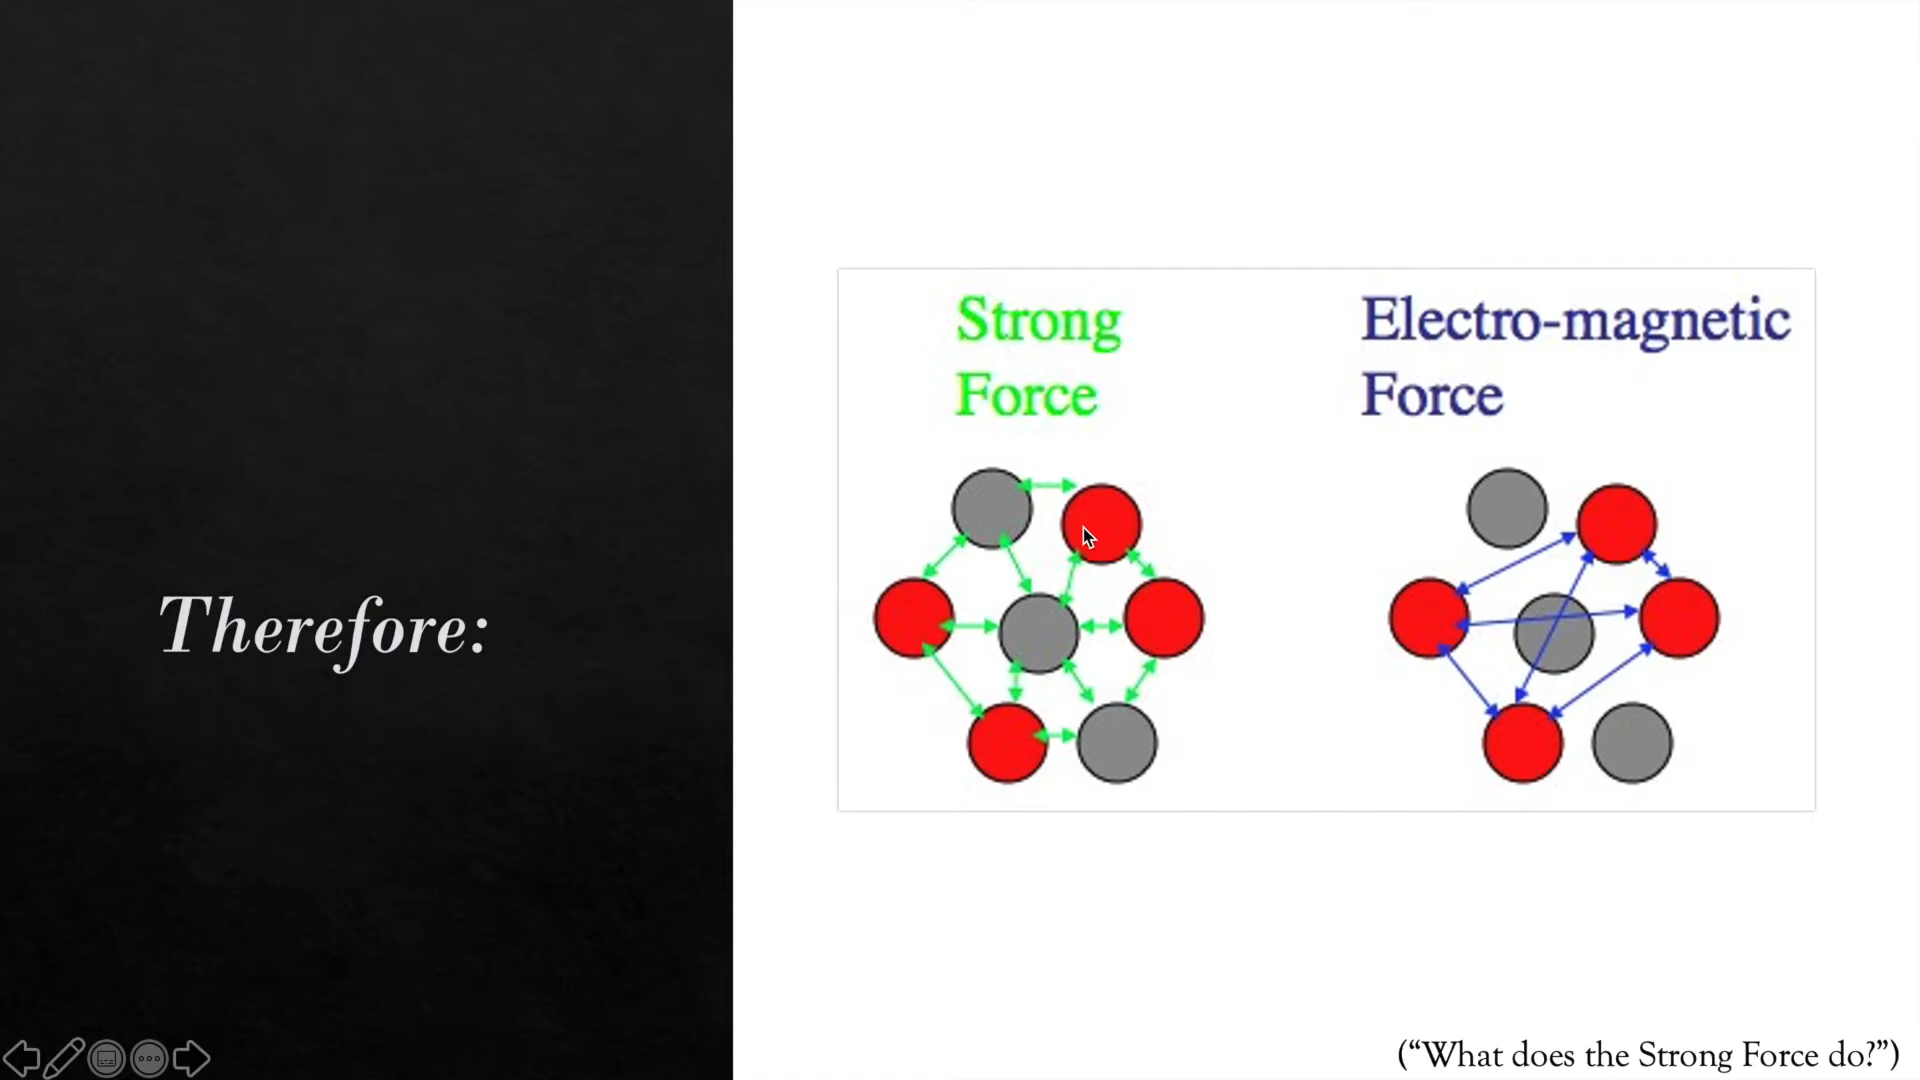 Therefore:
Strong
Force
Electro-magnetic
Force
(“What does the Strong Force do?”)